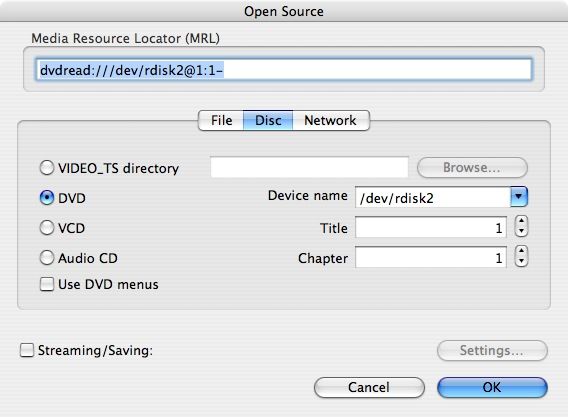 Open Source
Media Resource Locator (MRL)
dvdread:///dev/rdisk2@1:1-
File Disc Network
VIDEO_TS directory Browse...
DVD Device name /dev/rdisk2
VCD Title 1
Audio CD Chapter 1
Use DVD menus
Streaming/Saving: Settings...
Cancel OK